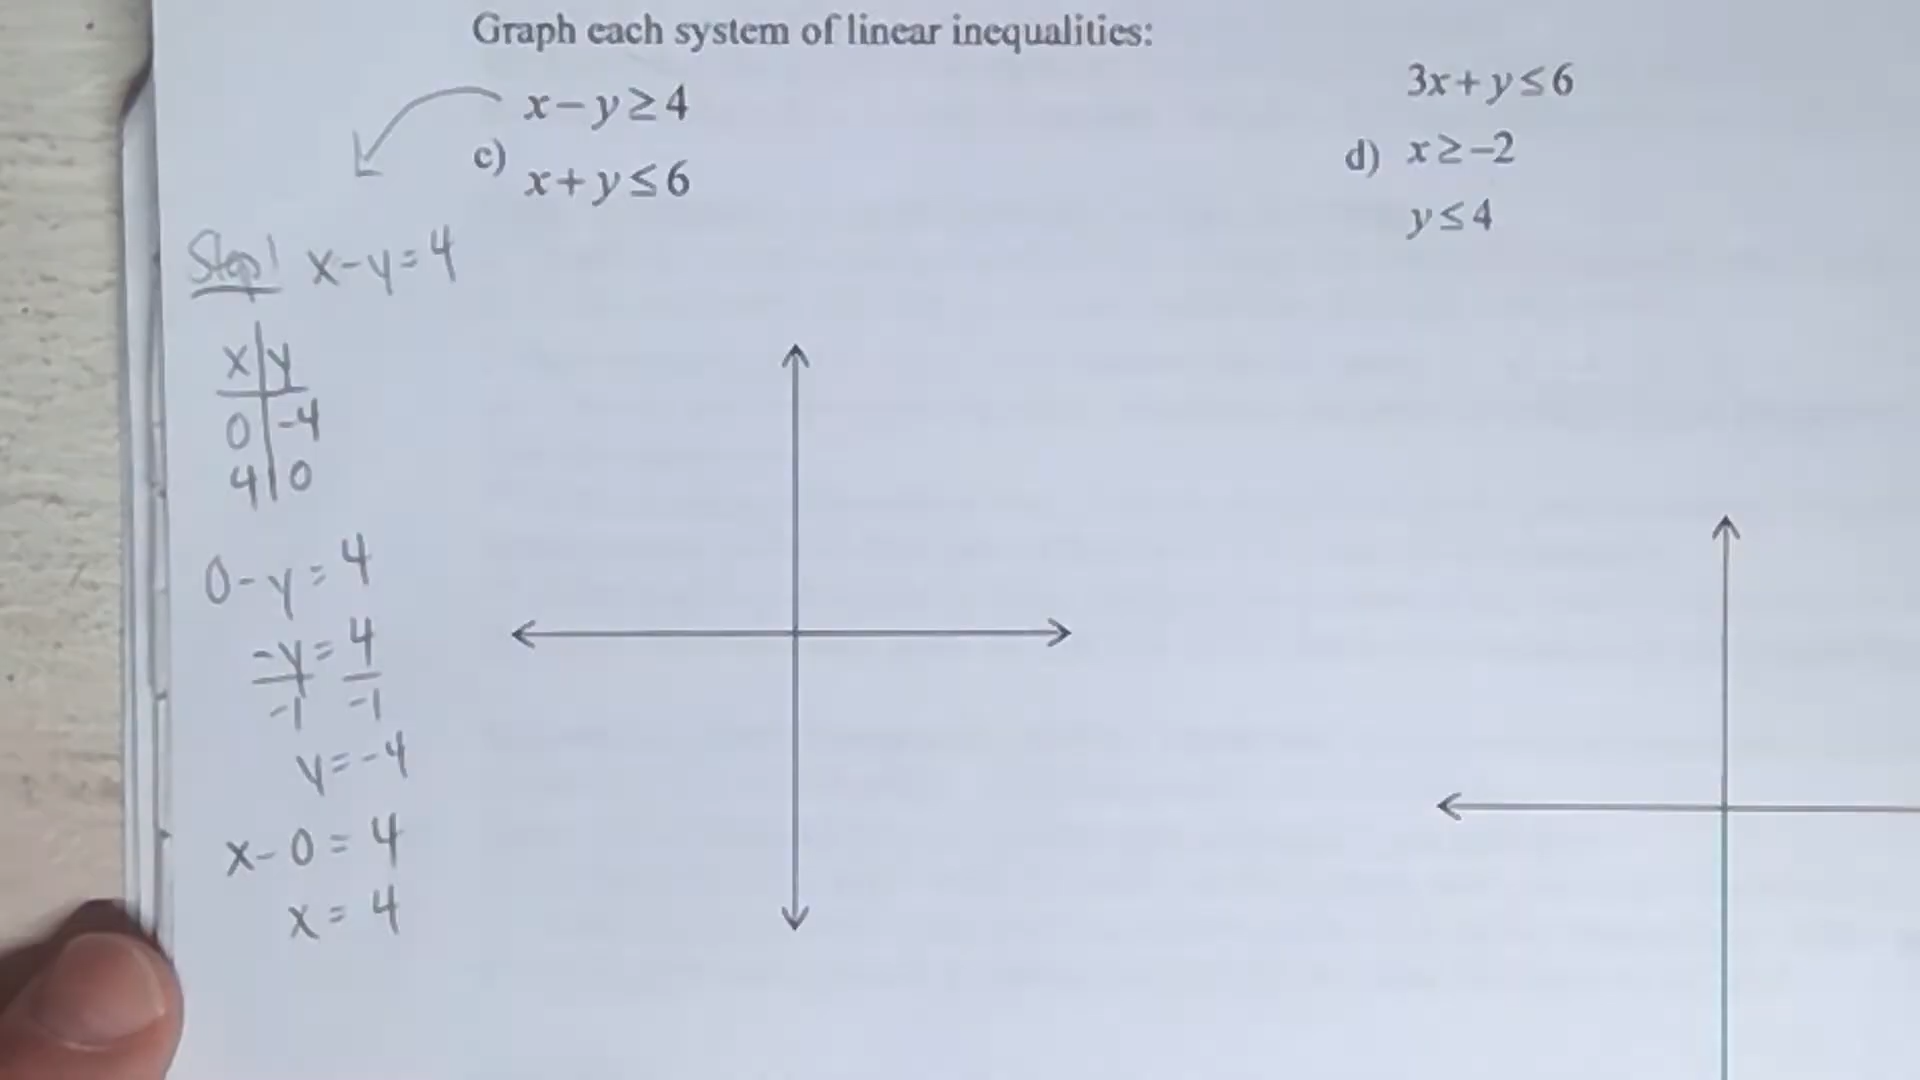 Graph each system of linear inequalities:
x − y ≥ 4
c)
x + y ≤ 6
3x + y ≤ 6
d) x ≥ −2
y ≤ 4
Step 1 x-y=4
x|y
0|-4
4|0
0-y=4
-y=4
-1 -1
y=-4
x-0=4
x=4